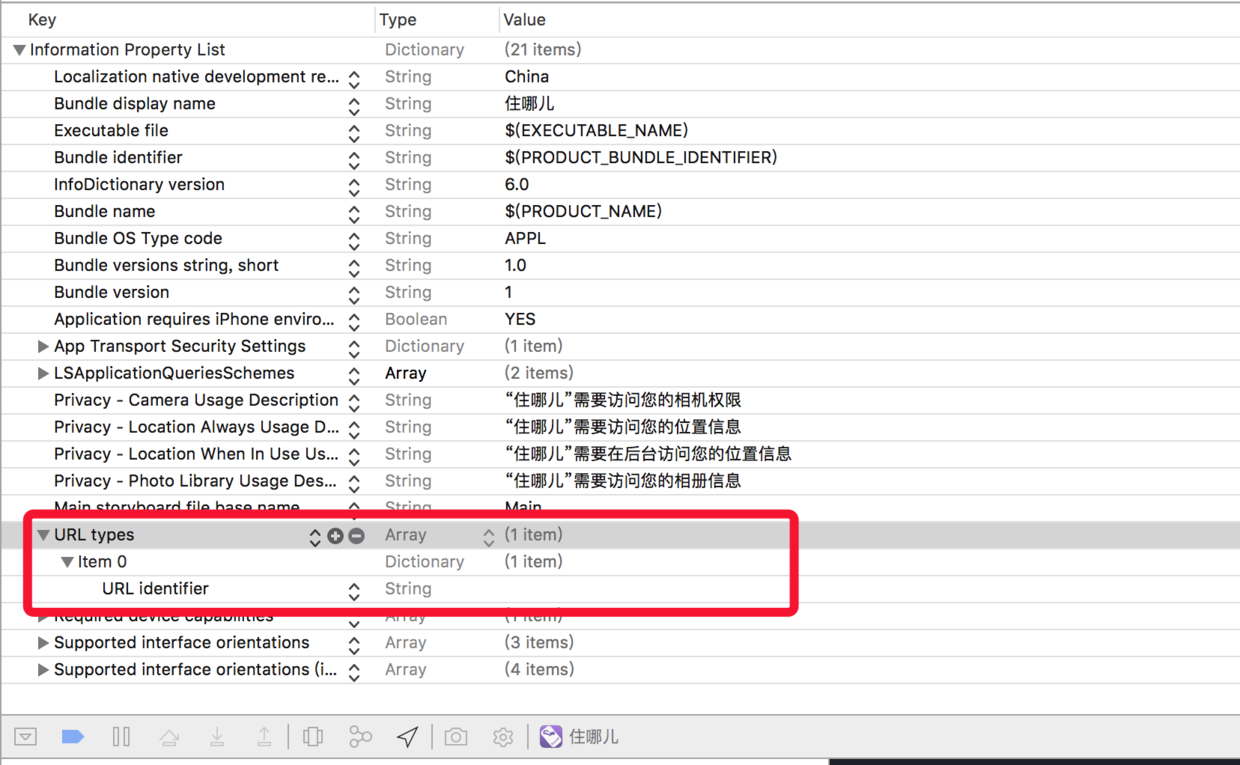 Key Type Value
Information Property List Dictionary (21 items)
Localization native development re... String China
Bundle display name String 住哪儿
Executable file String $(EXECUTABLE_NAME)
Bundle identifier String $(PRODUCT_BUNDLE_IDENTIFIER)
InfoDictionary version String 6.0
Bundle name String $(PRODUCT_NAME)
Bundle OS Type code String APPL
Bundle versions string, short String 1.0
Bundle version String 1
Application requires iPhone enviro... Boolean YES
App Transport Security Settings Dictionary (1 item)
LSApplicationQueriesSchemes Array (2 items)
Privacy - Camera Usage Description String “住哪儿”需要访问您的相机权限
Privacy - Location Always Usage D... String “住哪儿”需要访问您的位置信息
Privacy - Location When In Use Us... String “住哪儿”需要在后台访问您的位置信息
Privacy - Photo Library Usage Des... String “住哪儿”需要访问您的相册信息
Main storyboard file base name String Main
URL types Array (1 item)
Item 0 Dictionary (1 item)
URL identifier String
Required device capabilities Array (1 item)
Supported interface orientations Array (3 items)
Supported interface orientations (i... Array (4 items)
住哪儿